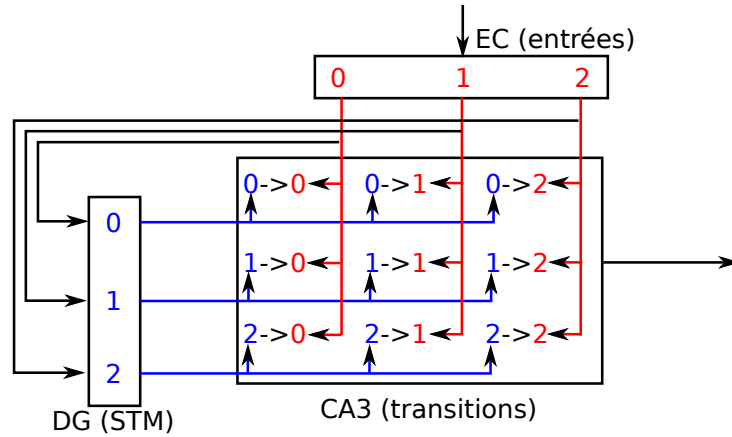 EC (entrées)
0 1 2
0->0 0->1 0->2
0
1->0 1->1 1->2
1
2->0 2->1 2->2
2
DG (STM)
CA3 (transitions)